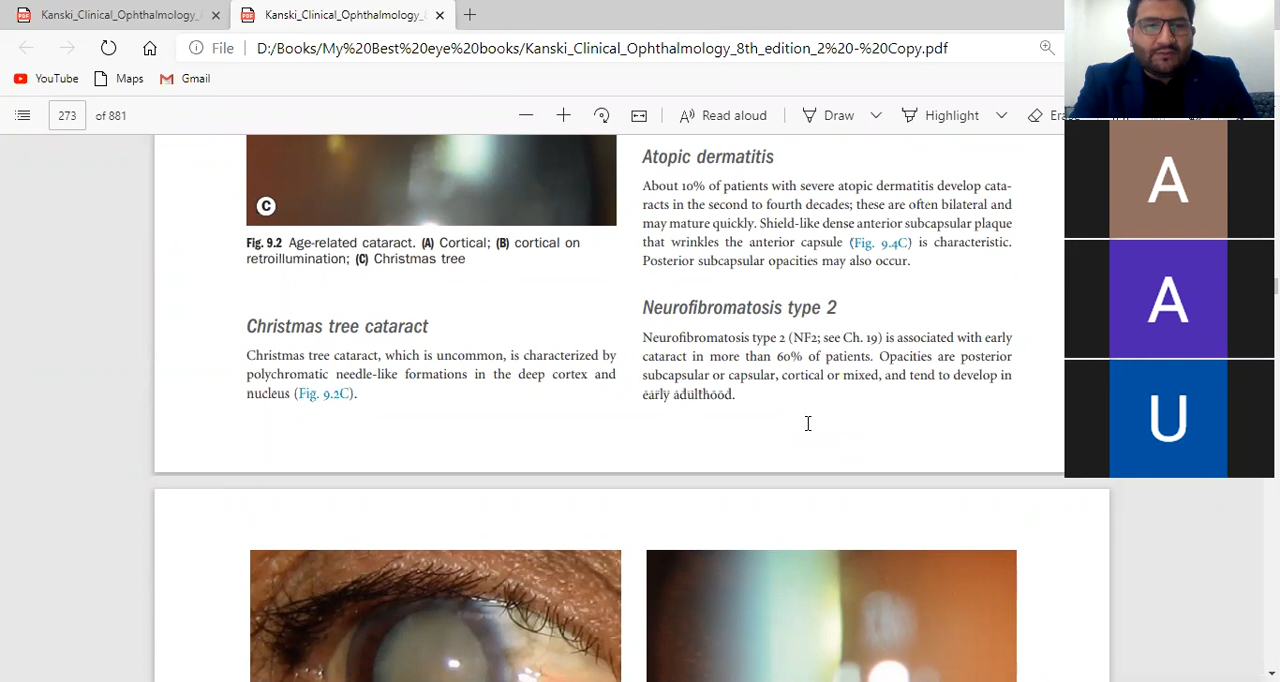 Kanski_Clinical_Ophthalmology_
Kanski_Clinical_Ophthalmology_
File
D:/Books/My%20Best%20eye%20books/Kanski_Clinical_Ophthalmology_8th_edition_2%20-%20Copy.pdf
YouTube
Maps
Gmail
273
of 881
Read aloud
Draw
Highlight
C
Fig. 9.2 Age-related cataract. (A) Cortical; (B) cortical on
retroillumination; (C) Christmas tree
Christmas tree cataract
Christmas tree cataract, which is uncommon, is characterized by
polychromatic needle-like formations in the deep cortex and
nucleus (Fig. 9.2C).
Atopic dermatitis
About 10% of patients with severe atopic dermatitis develop cata-
racts in the second to fourth decades; these are often bilateral and
may mature quickly. Shield-like dense anterior subcapsular plaque
that wrinkles the anterior capsule (Fig. 9.4C) is characteristic.
Posterior subcapsular opacities may also occur.
Neurofibromatosis type 2
Neurofibromatosis type 2 (NF2; see Ch. 19) is associated with early
cataract in more than 60% of patients. Opacities are posterior
subcapsular or capsular, cortical or mixed, and tend to develop in
early adulthood.
A
A
U